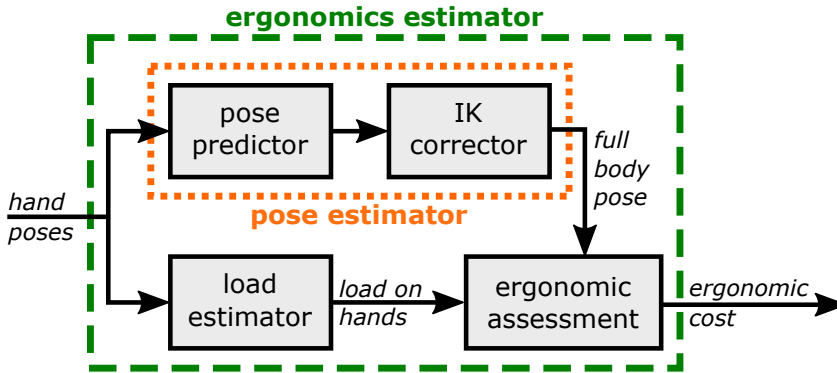 ergonomics estimator
pose
predictor
IK
corrector
full
body
pose
hand
poses
pose estimator
load
estimator
load on
hands
ergonomic
assessment
ergonomic
cost